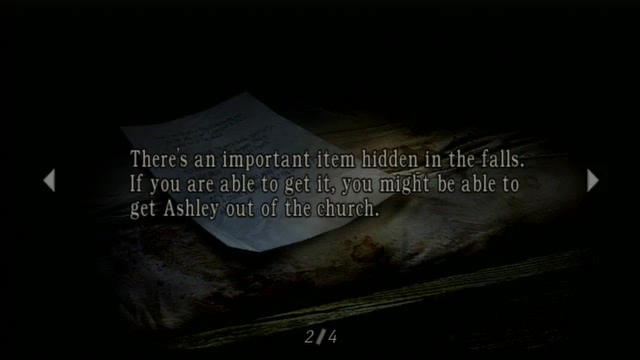 There's an important item hidden in the falls.
If you are able to get it, you might be able to
get Ashley out of the church.
2/4